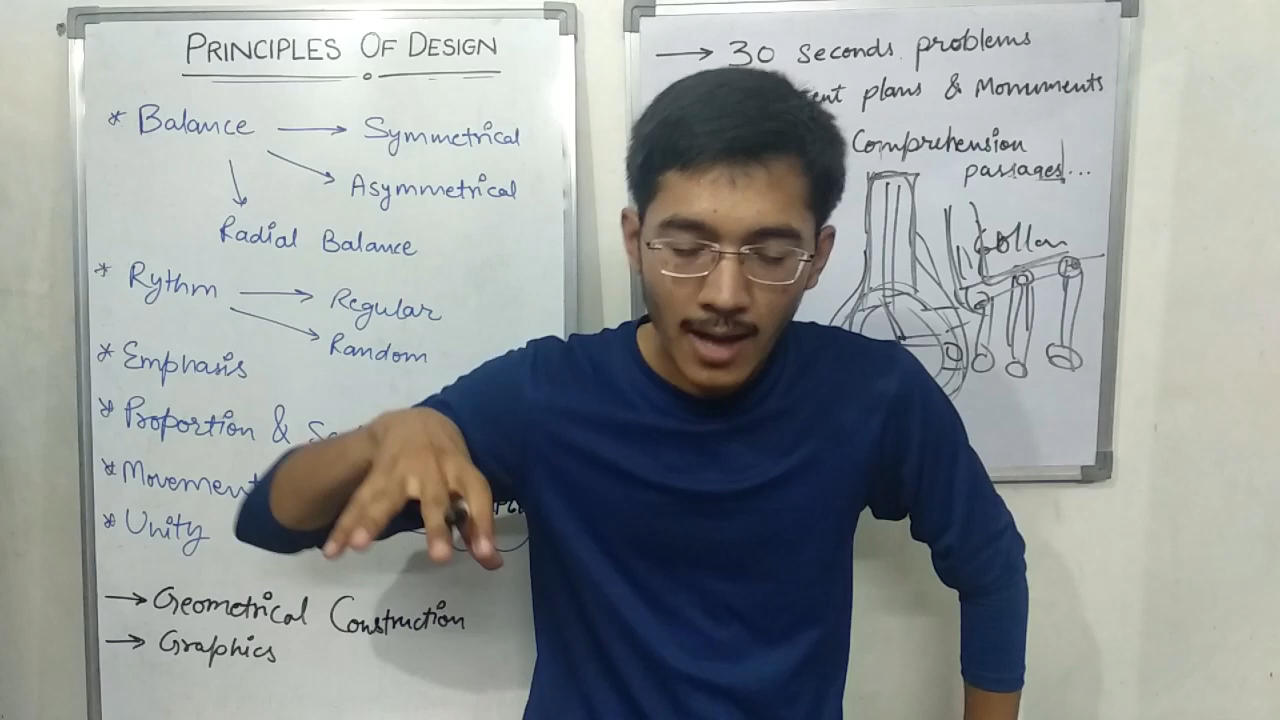 PRINCIPLES OF DESIGN
* Balance → Symmetrical
→ Asymmetrical
Radial Balance
* Rythm → Regular
→ Random
* Emphasis
* Proportion &
* Movement
* Unity
→ Geometrical Construction
→ Graphics
→ 30 seconds problems
plans & Monuments
Comprehension
passages...